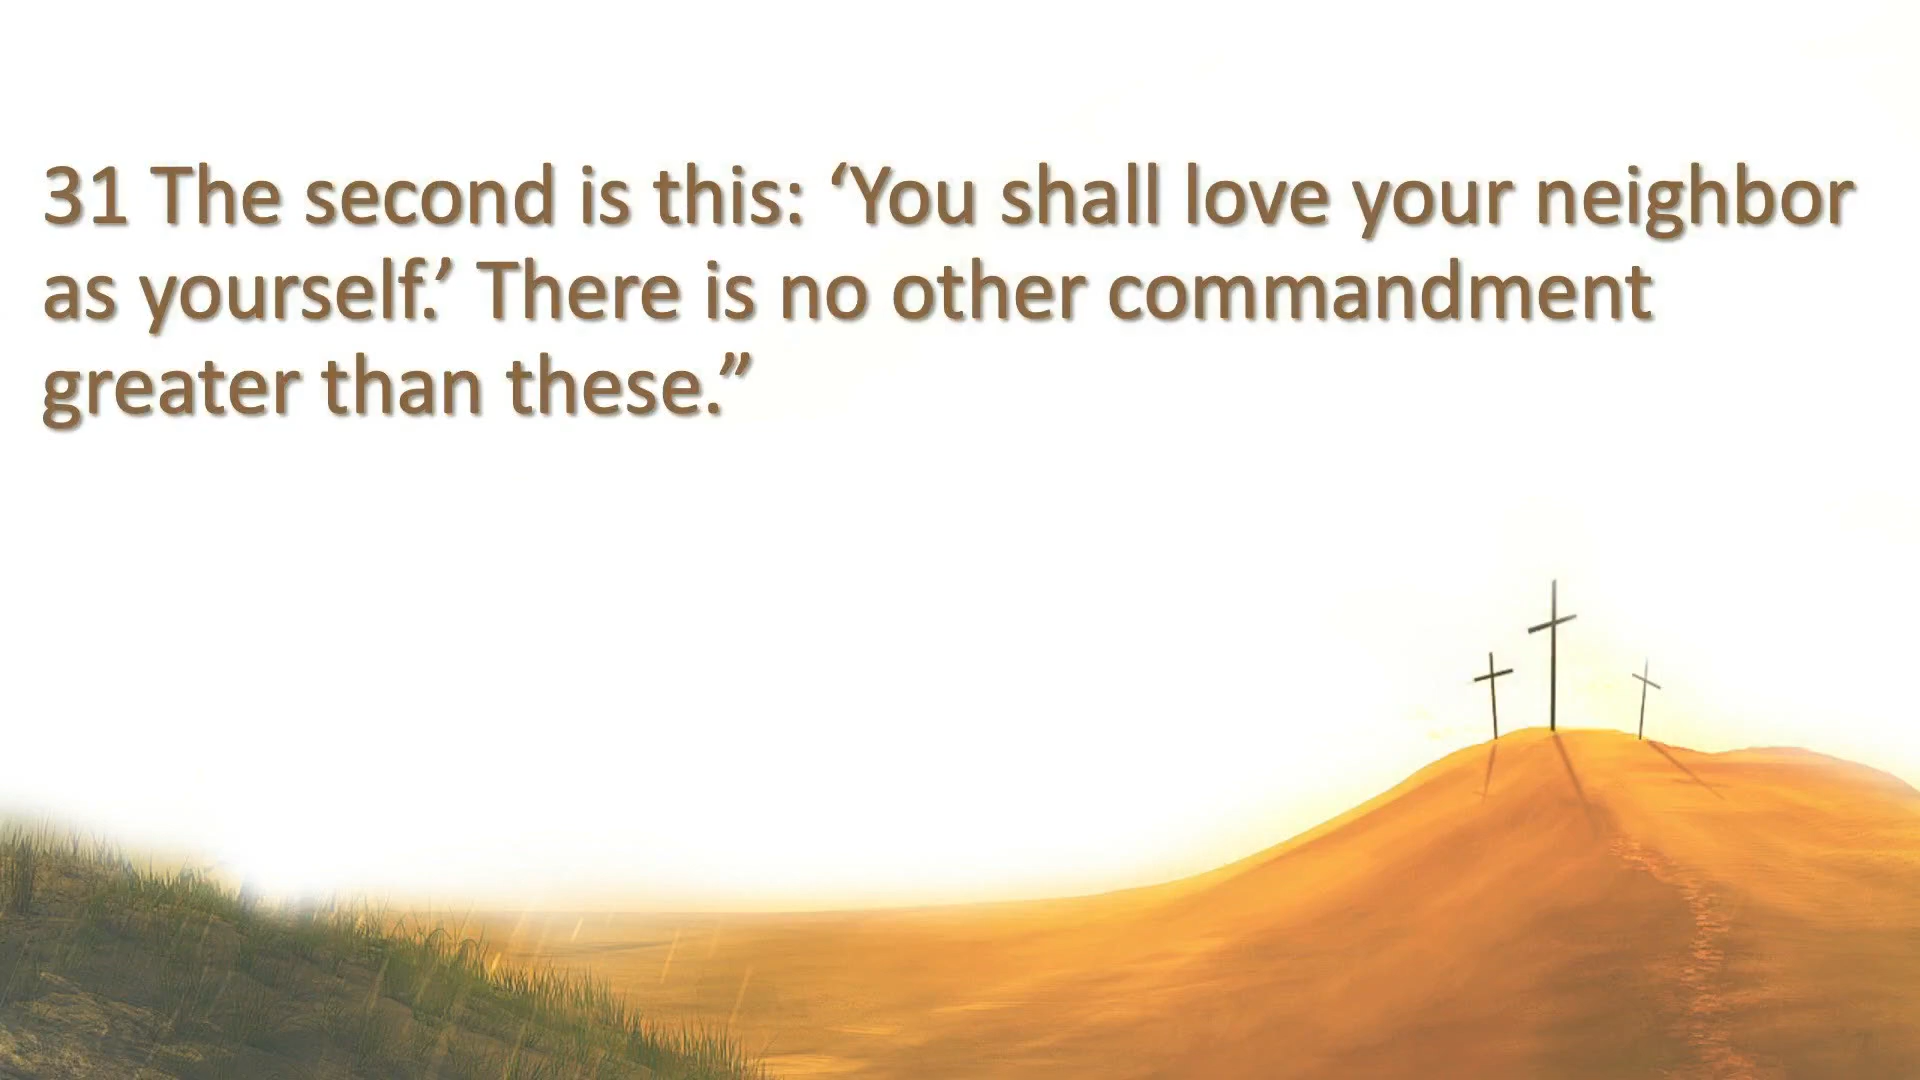 31 The second is this: ‘You shall love your neighbor
as yourself.’ There is no other commandment
greater than these.”